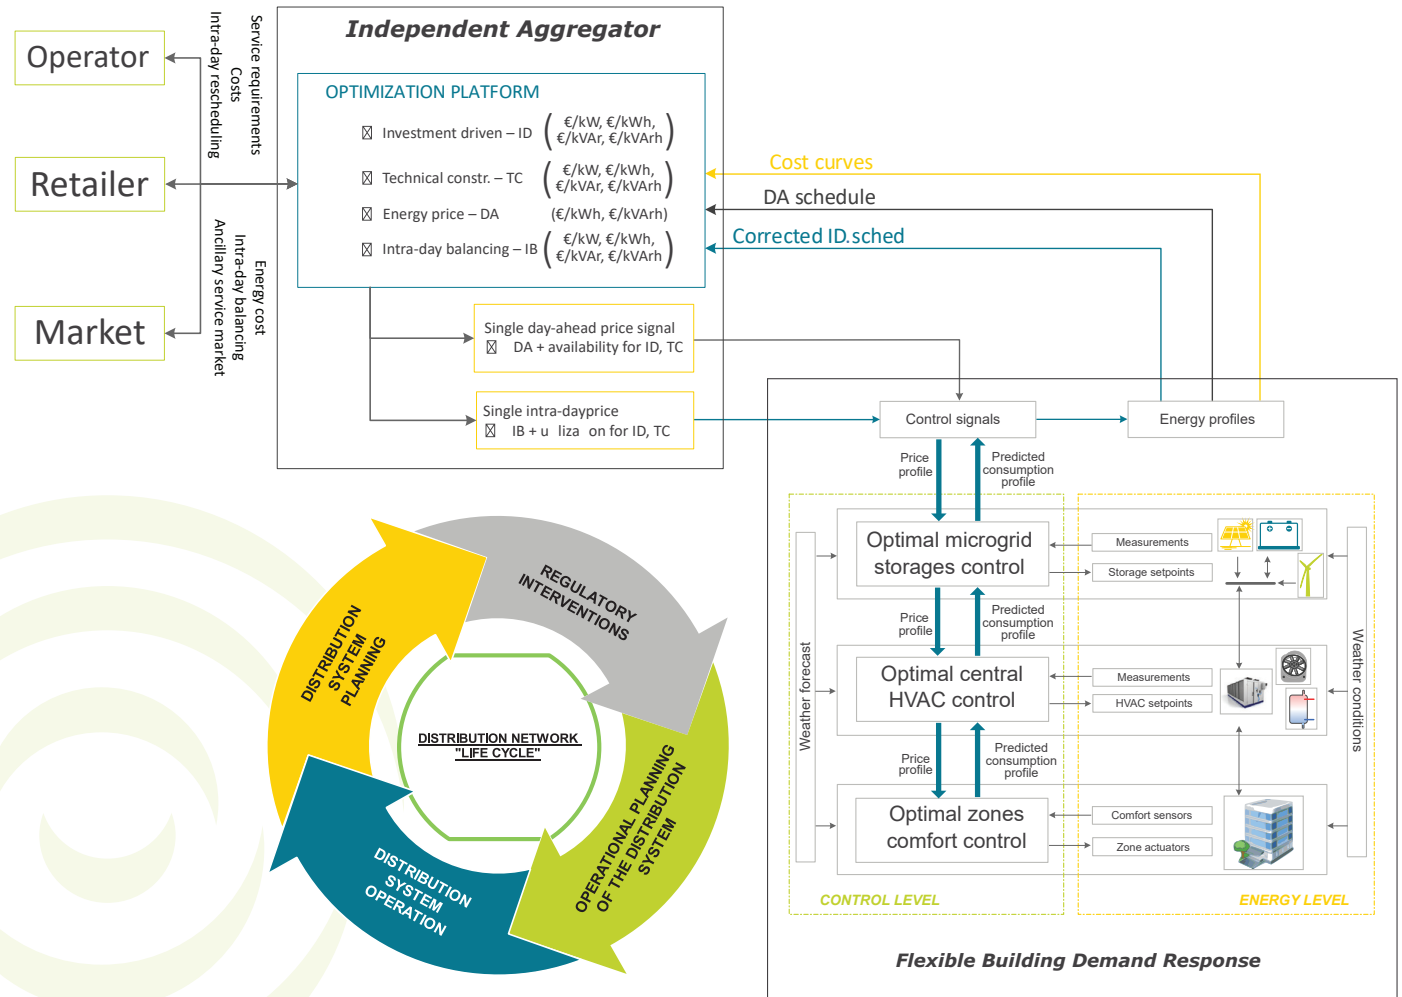 Independent Aggregator
Operator
Retailer
Market
Service requirements
Costs
Intra-day rescheduling
Energy cost
Intra-day balancing
Ancillary service market
OPTIMIZATION PLATFORM
Investment driven – ID
(€/kW, €/kWh,
€/kVAr, €/kVArh)
Technical constr. – TC
(€/kW, €/kWh,
€/kVAr, €/kVArh)
Energy price – DA (€/kWh, €/kVArh)
Intra-day balancing – IB
(€/kW, €/kWh,
€/kVAr, €/kVArh)
Cost curves
DA schedule
Corrected ID.sched
Single day-ahead price signal
DA + availability for ID, TC
Single intra-dayprice
IB + u liza on for ID, TC
Control signals
Energy profiles
Price
profile
Predicted
consumption
profile
Optimal microgrid
storages control
Measurements
Storage setpoints
Price
profile
Predicted
consumption
profile
Optimal central
HVAC control
Measurements
HVAC setpoints
Price
profile
Predicted
consumption
profile
Optimal zones
comfort control
Comfort sensors
Zone actuators
Weather forecast
Weather conditions
CONTROL LEVEL
ENERGY LEVEL
Flexible Building Demand Response
REGULATORY
INTERVENTIONS
DISTRIBUTION
SYSTEM
PLANNING
DISTRIBUTION NETWORK
"LIFE CYCLE"
OPERATIONAL PLANNING
OF THE DISTRIBUTION
SYSTEM
DISTRIBUTION
SYSTEM
OPERATION